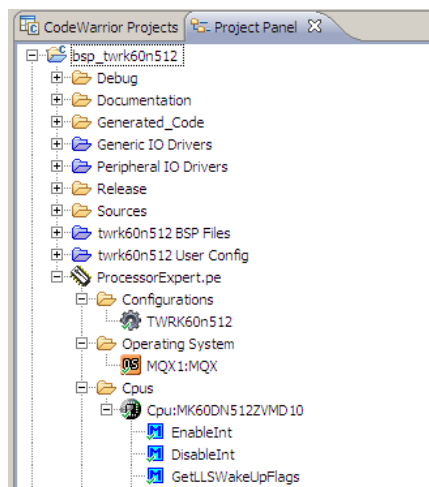 CodeWarrior Projects Project Panel
bsp_twrk60n512
Debug
Documentation
Generated_Code
Generic IO Drivers
Peripheral IO Drivers
Release
Sources
twrk60n512 BSP Files
twrk60n512 User Config
ProcessorExpert.pe
Configurations
TWRK60n512
Operating System
OS MQX1:MQX
Cpus
Cpu:MK60DN512ZVMD10
M EnableInt
M DisableInt
M GetLLSWakeUpFlags